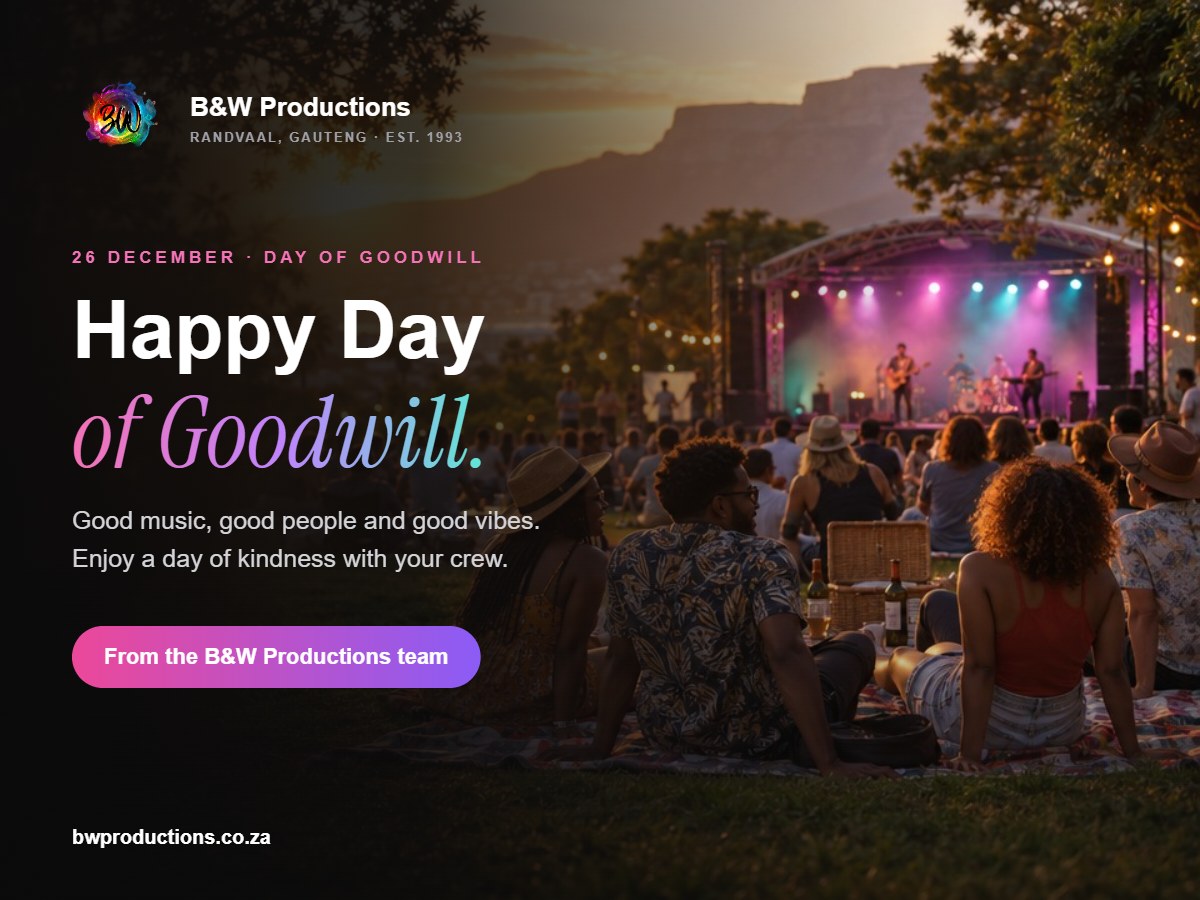 BW
B&W Productions
RANDVAAL, GAUTENG · EST. 1993
26 DECEMBER · DAY OF GOODWILL
Happy Day
of Goodwill.
Good music, good people and good vibes.
Enjoy a day of kindness with your crew.
From the B&W Productions team
bwproductions.co.za